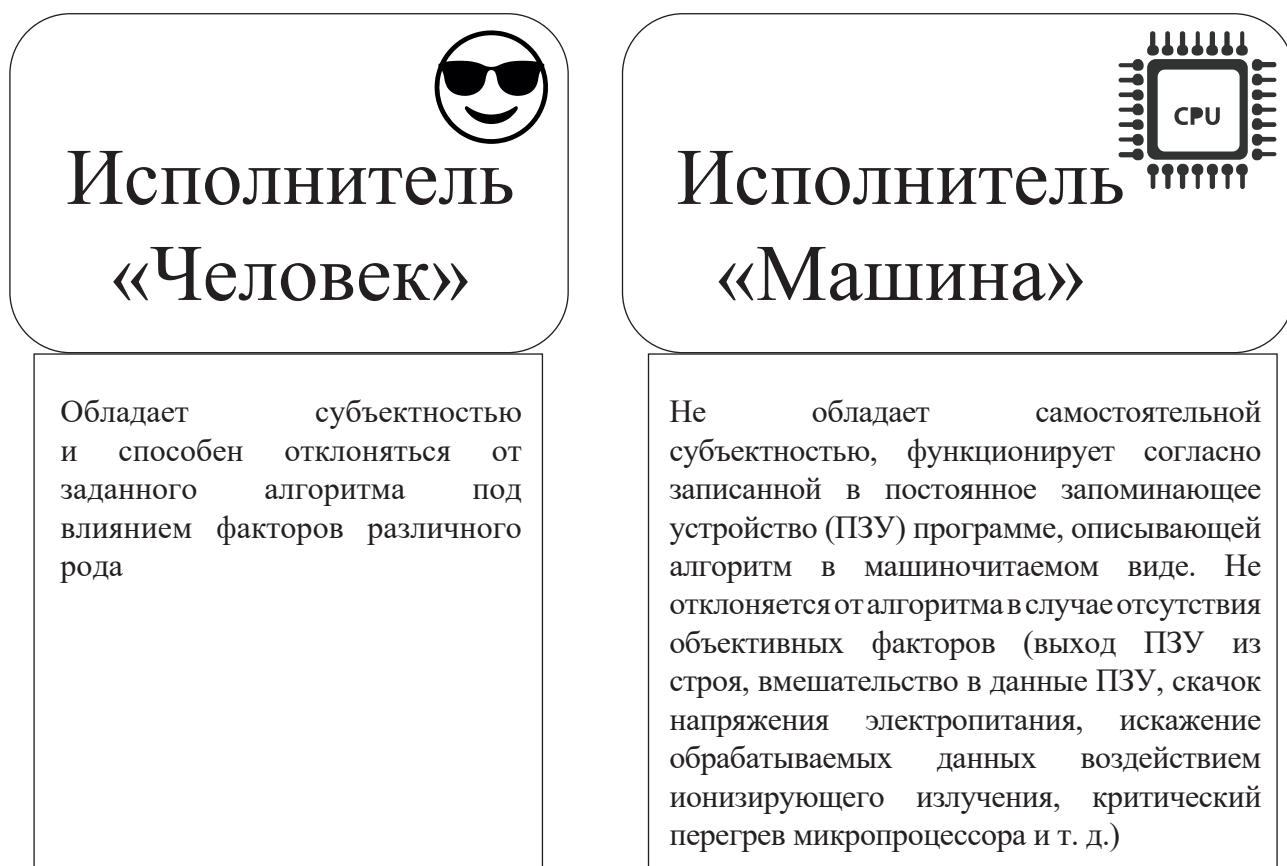 Исполнитель
«Человек»
Обладает субъектностью
и способен отклоняться от
заданного алгоритма под
влиянием факторов различного
рода
CPU
Исполнитель
«Машина»
Не обладает самостоятельной
субъектностью, функционирует согласно
записанной в постоянное запоминающее
устройство (ПЗУ) программе, описывающей
алгоритм в машиночитаемом виде. Не
отклоняется от алгоритма в случае отсутствия
объективных факторов (выход ПЗУ из
строя, вмешательство в данные ПЗУ, скачок
напряжения электропитания, искажение
обрабатываемых данных воздействием
ионизирующего излучения, критический
перегрев микропроцессора и т. д.)